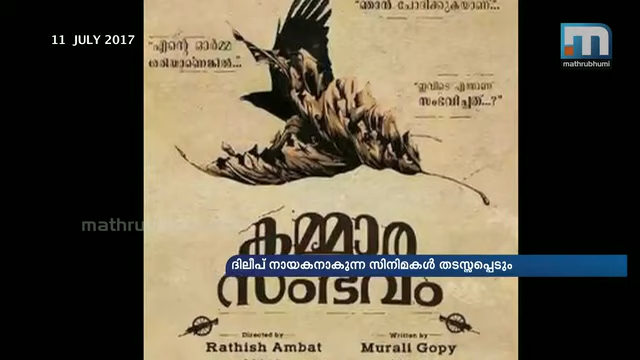 "ഞാൻ ചോദിക്കുകയാണ്...
11 JULY 2017
"എന്റെ ഓർമ്മ
ശരിയാണെങ്കിൽ...
mathrubhumi
"ഇവിടെ എന്താണ്
സംഭവിച്ചത്...?"
കമ്മാര
ദിലീപ് നായകനാകുന്ന സിനിമകൾ തടസ്സപ്പെടും
സംഭവം
Directed by
Rathish Ambat
Written by
Murali Gopy